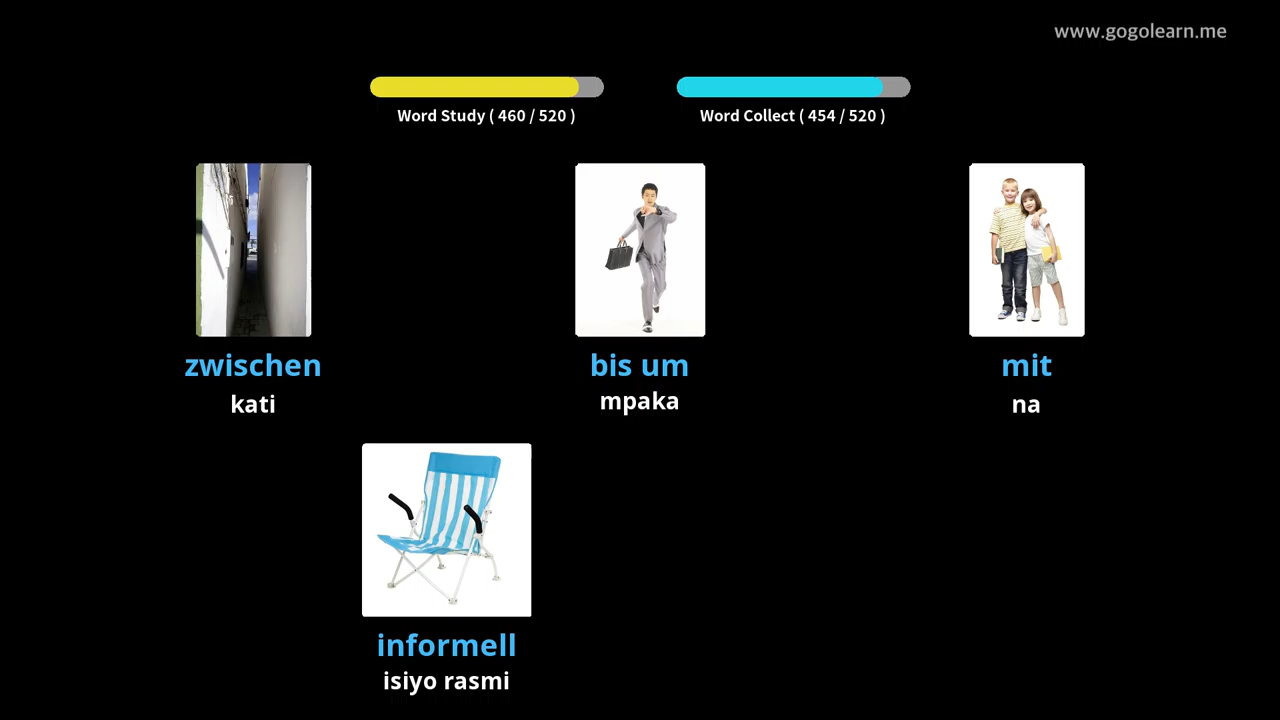 www.gogolearn.me
Word Study ( 460 / 520 )
Word Collect ( 454 / 520 )
zwischen
kati
bis um
mpaka
mit
na
informell
isiyo rasmi